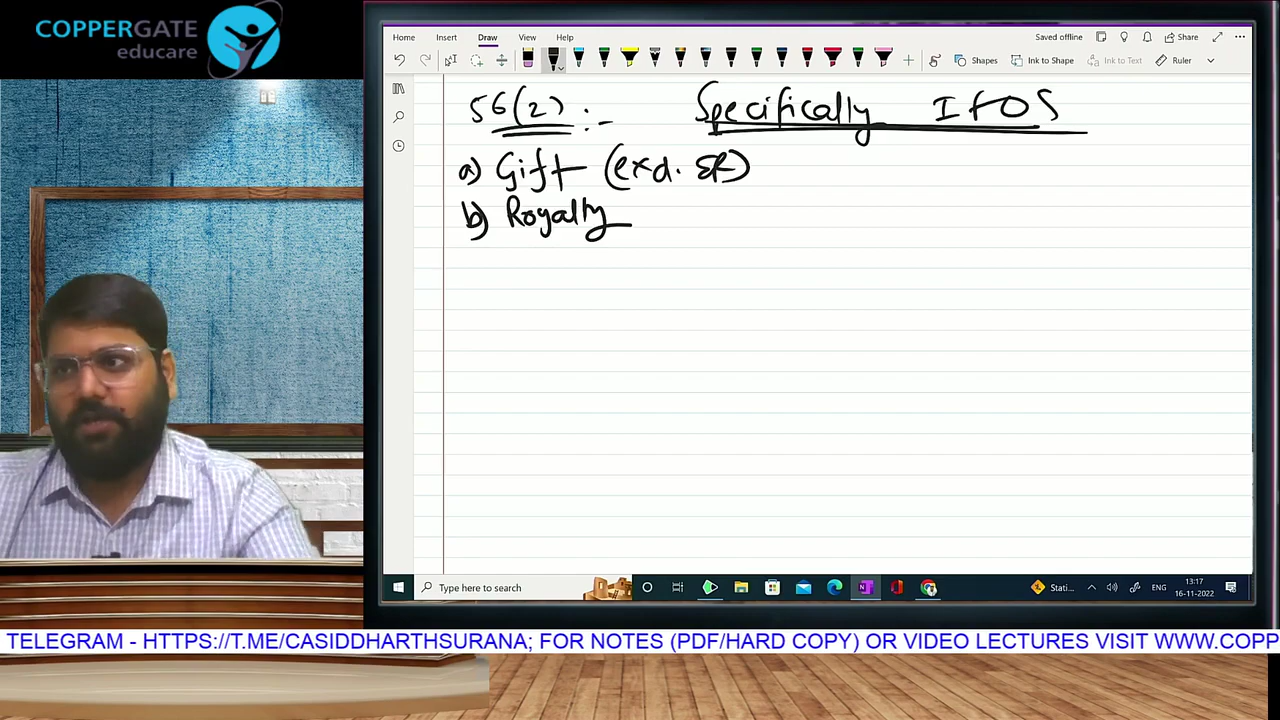 COPPERGATE
educare
Home Insert Draw View Help
Saved offline
Share
Shapes
Ink to Shape
Ink to Text
Ruler
56(2) :- Specifically IFOS
a) Gift (exd. SR)
b) Royalty
Type here to search
Stati...
ENG
13:17
16-11-2022
TELEGRAM - HTTPS://T.ME/CASIDDHARTHSURANA; FOR NOTES (PDF/HARD COPY) OR VIDEO LECTURES VISIT WWW.COPP